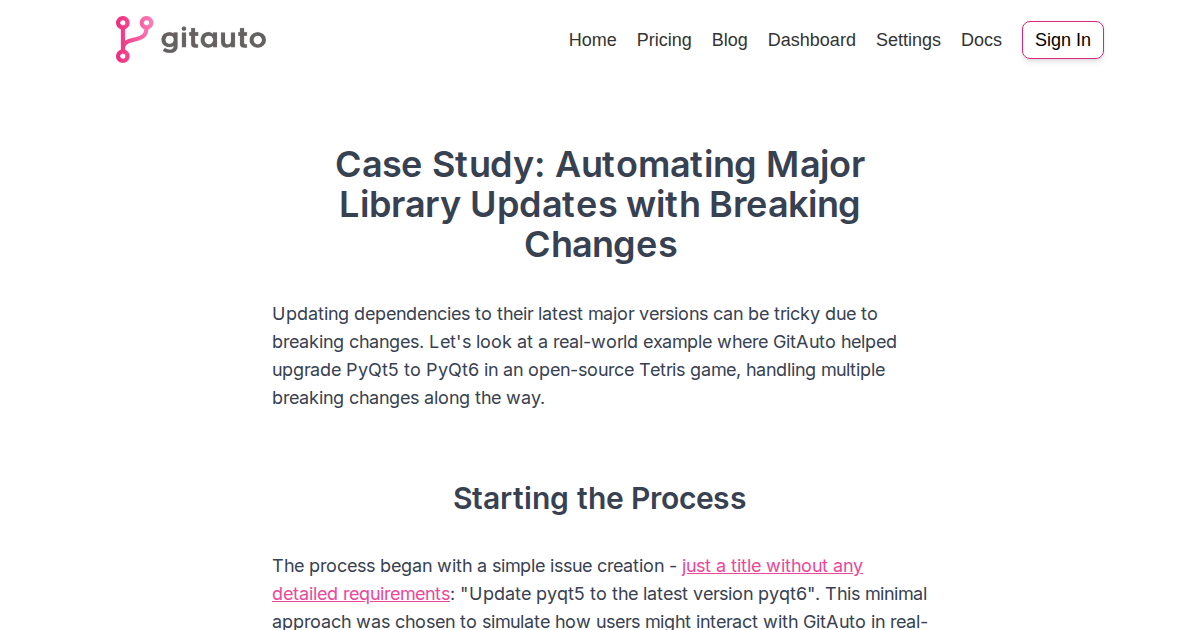 gitauto
Home Pricing Blog Dashboard Settings Docs Sign In
Case Study: Automating Major
Library Updates with Breaking
Changes
Updating dependencies to their latest major versions can be tricky due to
breaking changes. Let's look at a real-world example where GitAuto helped
upgrade PyQt5 to PyQt6 in an open-source Tetris game, handling multiple
breaking changes along the way.
Starting the Process
The process began with a simple issue creation - just a title without any
detailed requirements: "Update pyqt5 to the latest version pyqt6". This minimal
approach was chosen to simulate how users might interact with GitAuto in real-